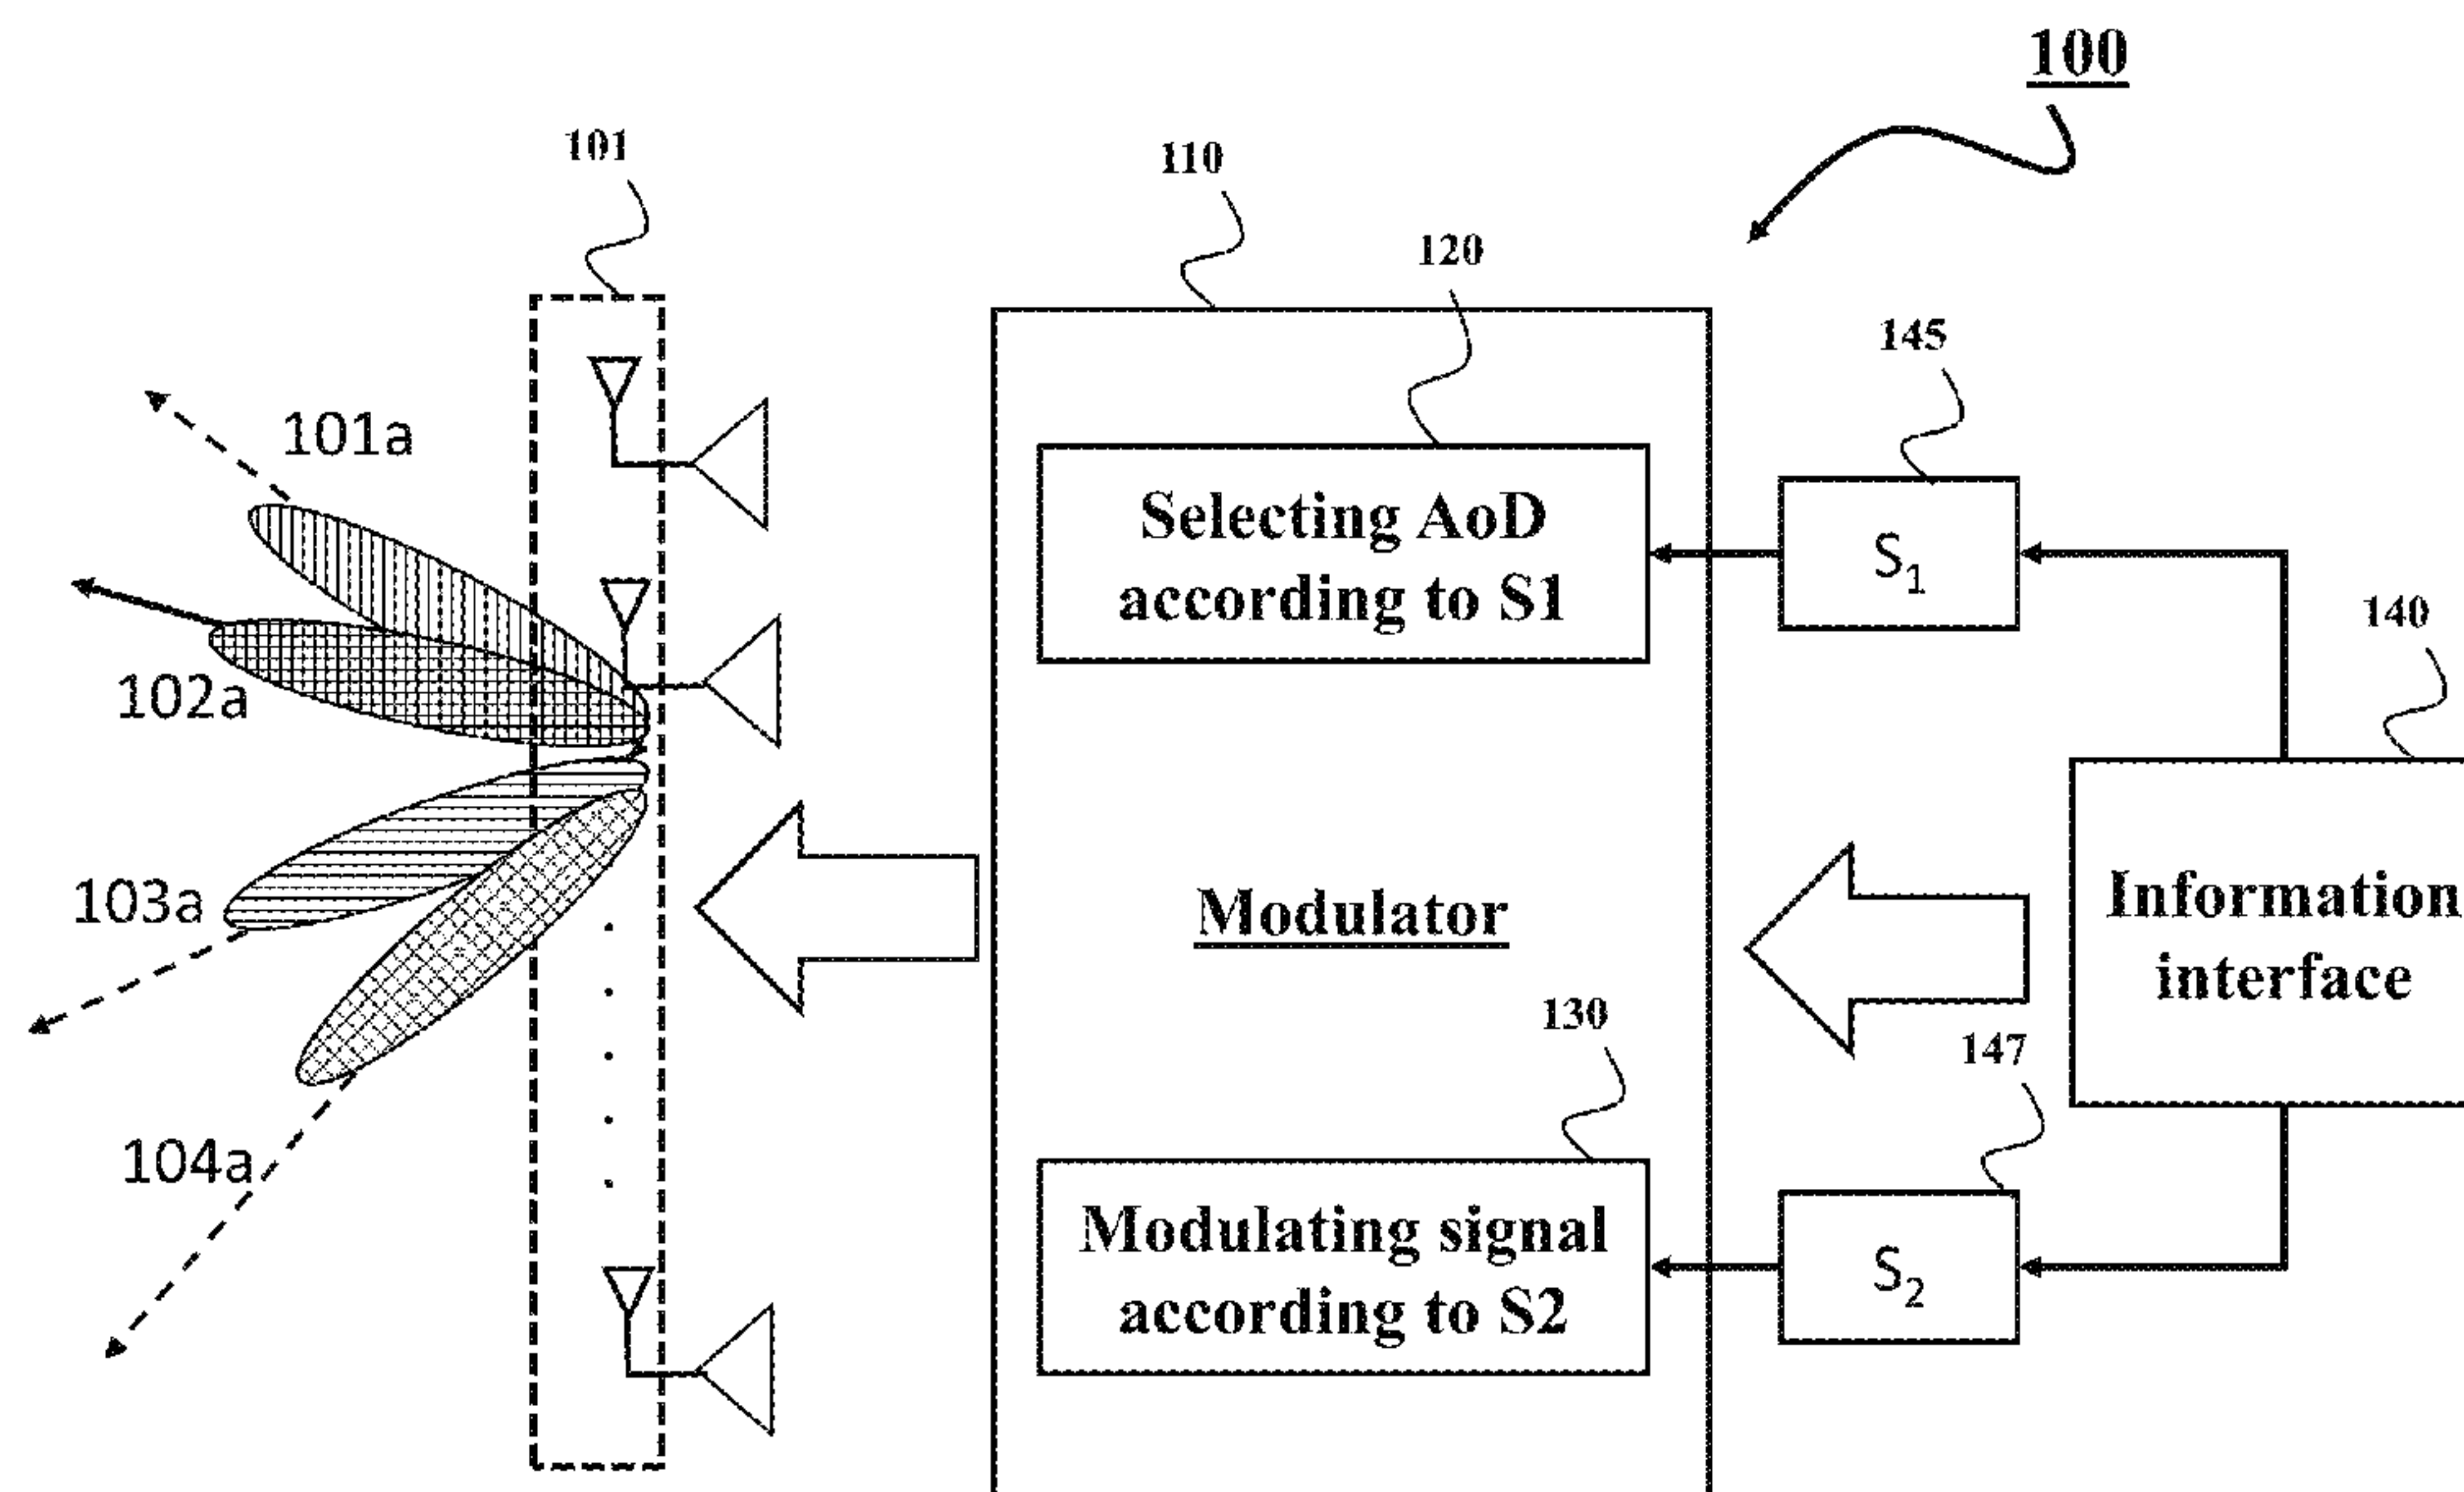 100
101
110
120
145
140
101a
Selecting AoD
according to S1
S1
102a
103a
Modulator
Information
interface
130
147
104a
Modulating signal
according to S2
S2